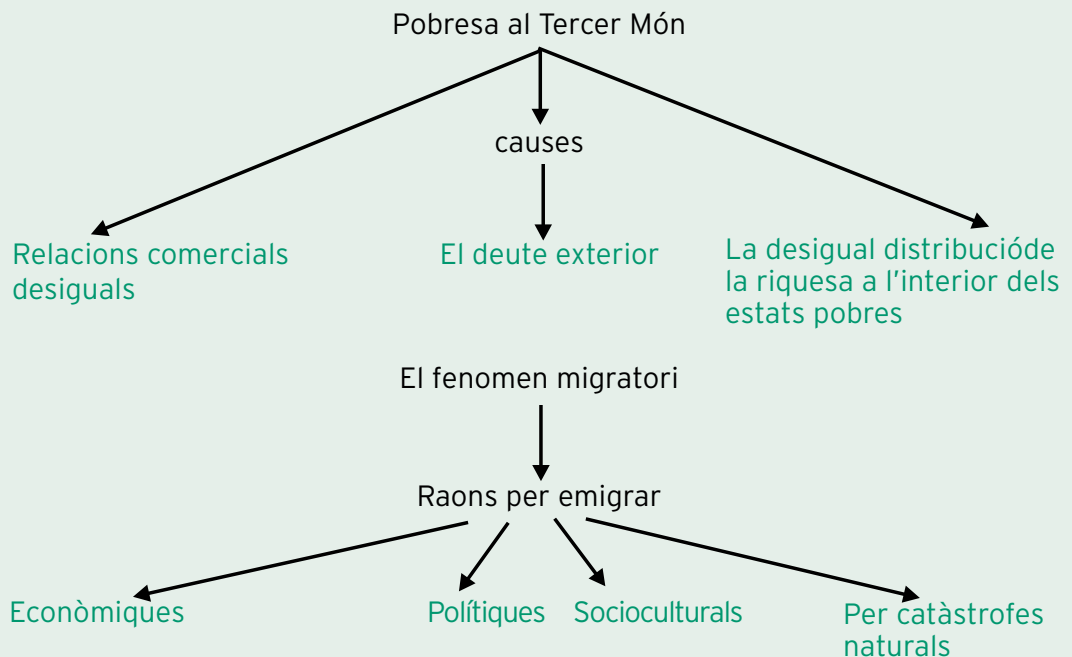 Pobresa al Tercer Món
causes
Relacions comercials
desiguals
El deute exterior
La desigual distribucióde
la riquesa a l'interior dels
estats pobres
El fenomen migratori
Raons per emigrar
Econòmiques
Polítiques
Socioculturals
Per catàstrofes
naturals